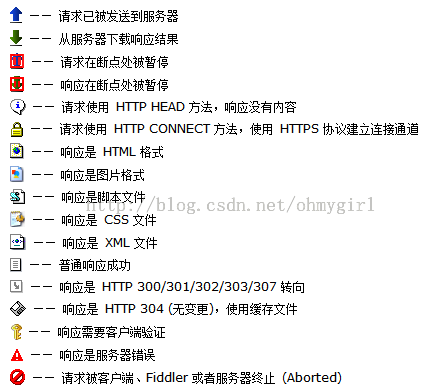 —— 请求已被发送到服务器
—— 从服务器下载响应结果
—— 请求在断点处被暂停
—— 响应在断点处被暂停
—— 请求使用 HTTP HEAD 方法，响应没有内容
—— 请求使用 HTTP CONNECT 方法，使用 HTTPS 协议建立连接通道
—— 响应是 HTML 格式
—— 响应是图片格式
—— 响应是脚本文件
http://blog.csdn.net/ohmygirl
—— 响应是 CSS 文件
—— 响应是 XML 文件
—— 普通响应成功
—— 响应是 HTTP 300/301/302/303/307 转向
—— 响应是 HTTP 304 (无变更)，使用缓存文件
—— 响应需要客户端验证
—— 响应是服务器错误
—— 请求被客户端、Fiddler 或者服务器终止 (Aborted)